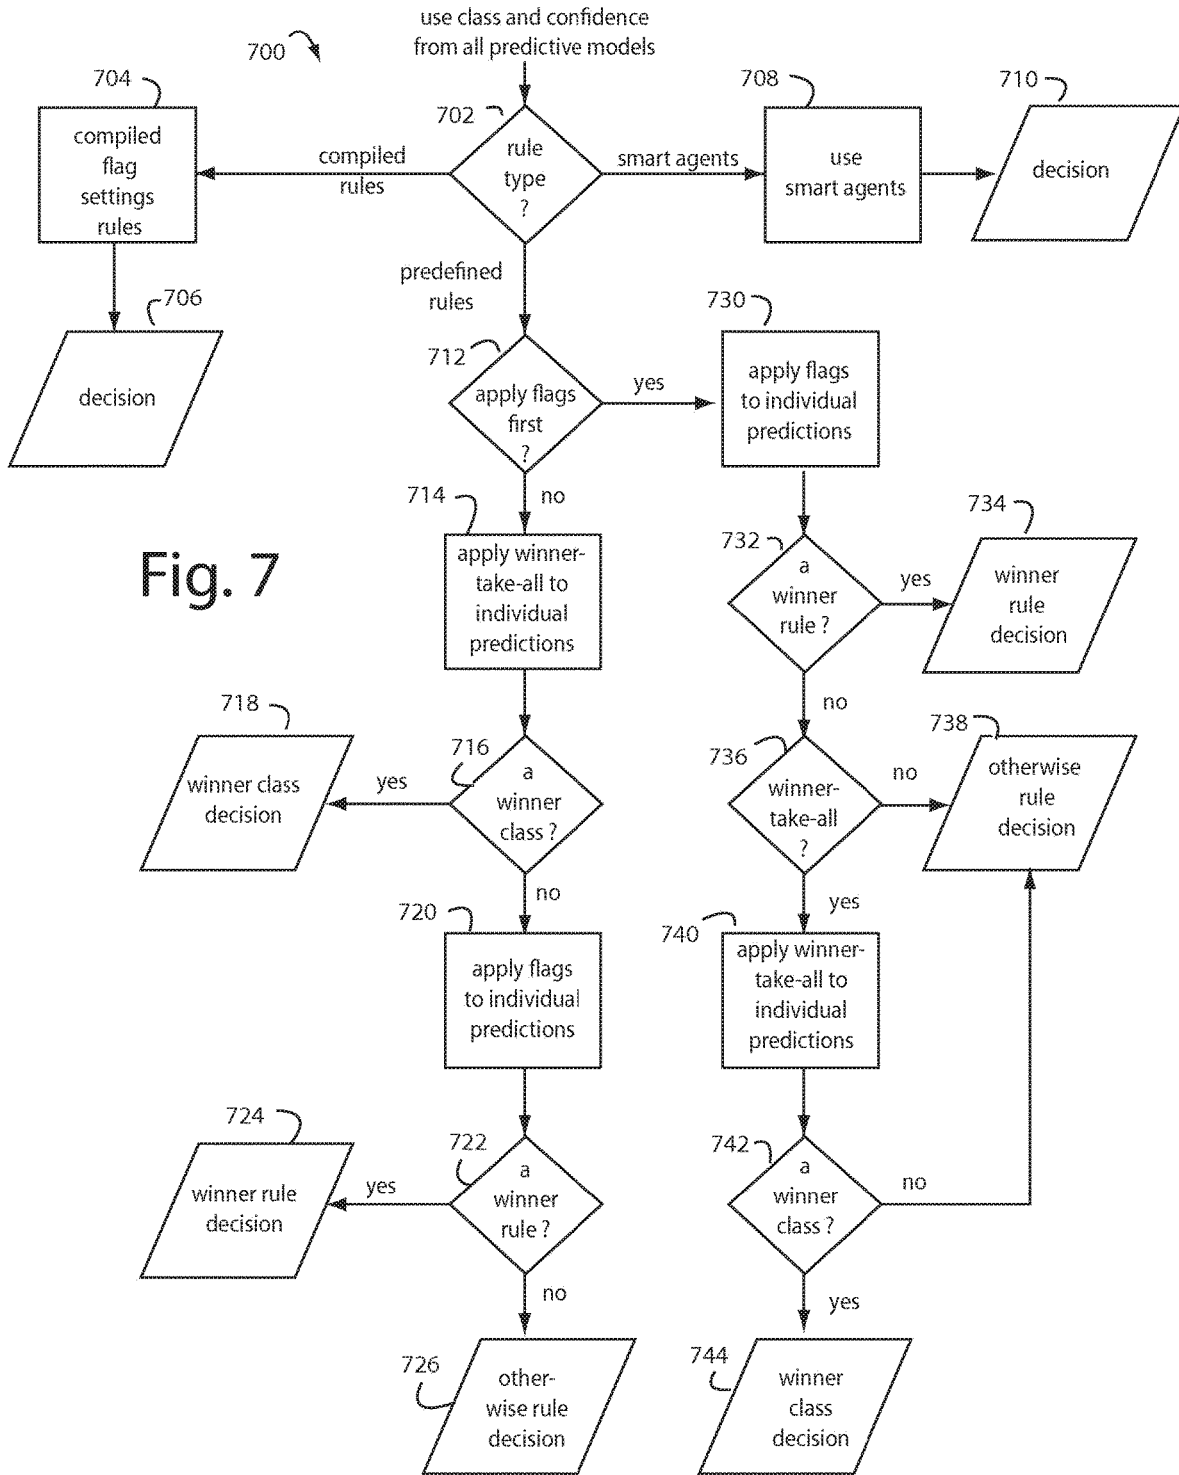 use class and confidence
from all predictive models
700
704
compiled
flag
settings
rules
compiled
rules
702
rule
type
?
smart agents
708
use
smart agents
710
decision
706
decision
predefined
rules
712
apply flags
first
?
yes
730
apply flags
to individual
predictions
no
714
apply winner-
take-all to
individual
predictions
Fig. 7
732
a
winner
rule ?
yes
734
winner
rule
decision
no
718
winner class
decision
yes
716
a
winner
class ?
736
winner-
take-all
?
no
738
otherwise
rule
decision
no
yes
720
apply flags
to individual
predictions
740
apply winner-
take-all to
individual
predictions
724
winner rule
decision
yes
722
a
winner
rule ?
742
a
winner
class ?
no
no
yes
726
other-
wise rule
decision
744
winner
class
decision